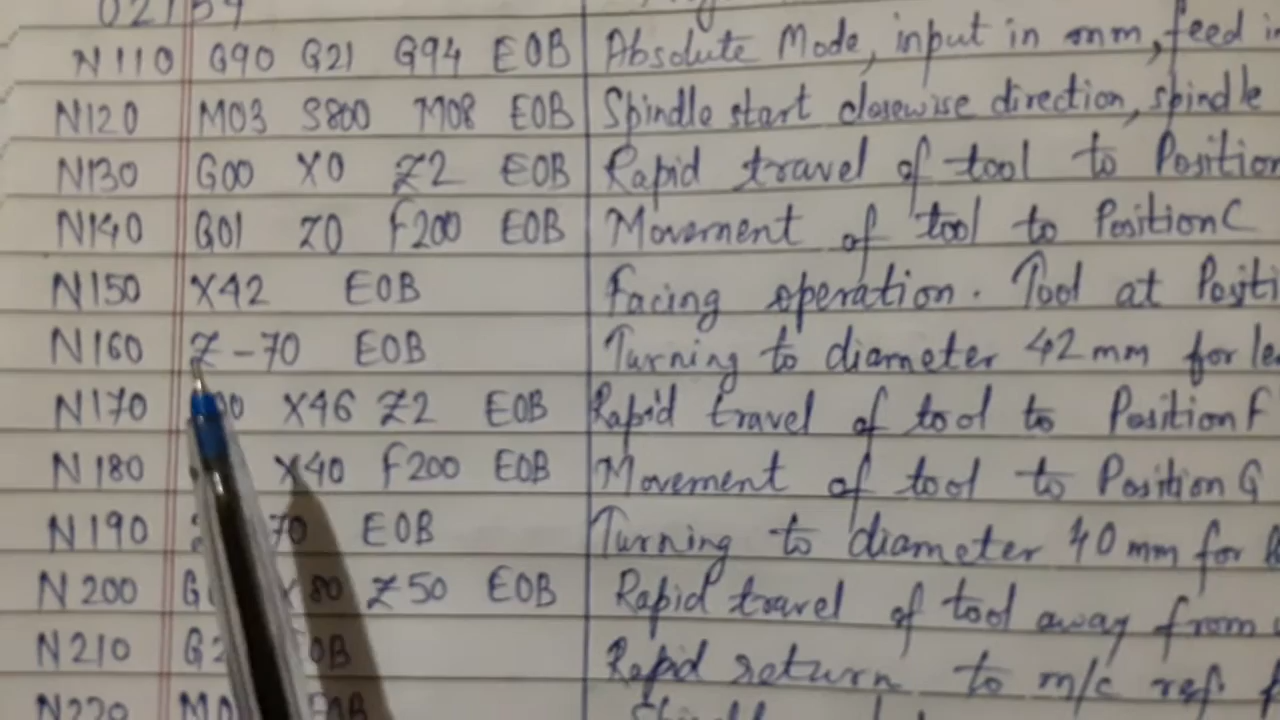 N110 G90 G21 G94 EOB Absolute Mode, input in mm, feed in
N120 M03 S800 M08 EOB Spindle start closewise direction, spindle
N130 G00 X0 Z2 EOB Rapid travel of tool to Position
N140 G01 Z0 F200 EOB Movement of tool to Position C
N150 X42 EOB Facing operation. Tool at
N160 Z-70 EOB Turning to diameter 42 mm for
N170 X46 Z2 EOB Rapid travel of tool to Position F
N180 X40 F200 EOB Movement of tool to Position G
N190 70 EOB Turning to diameter 40 mm for
N200 Z50 EOB Rapid travel of tool away from
N210 Rapid return to m/c ref
N220